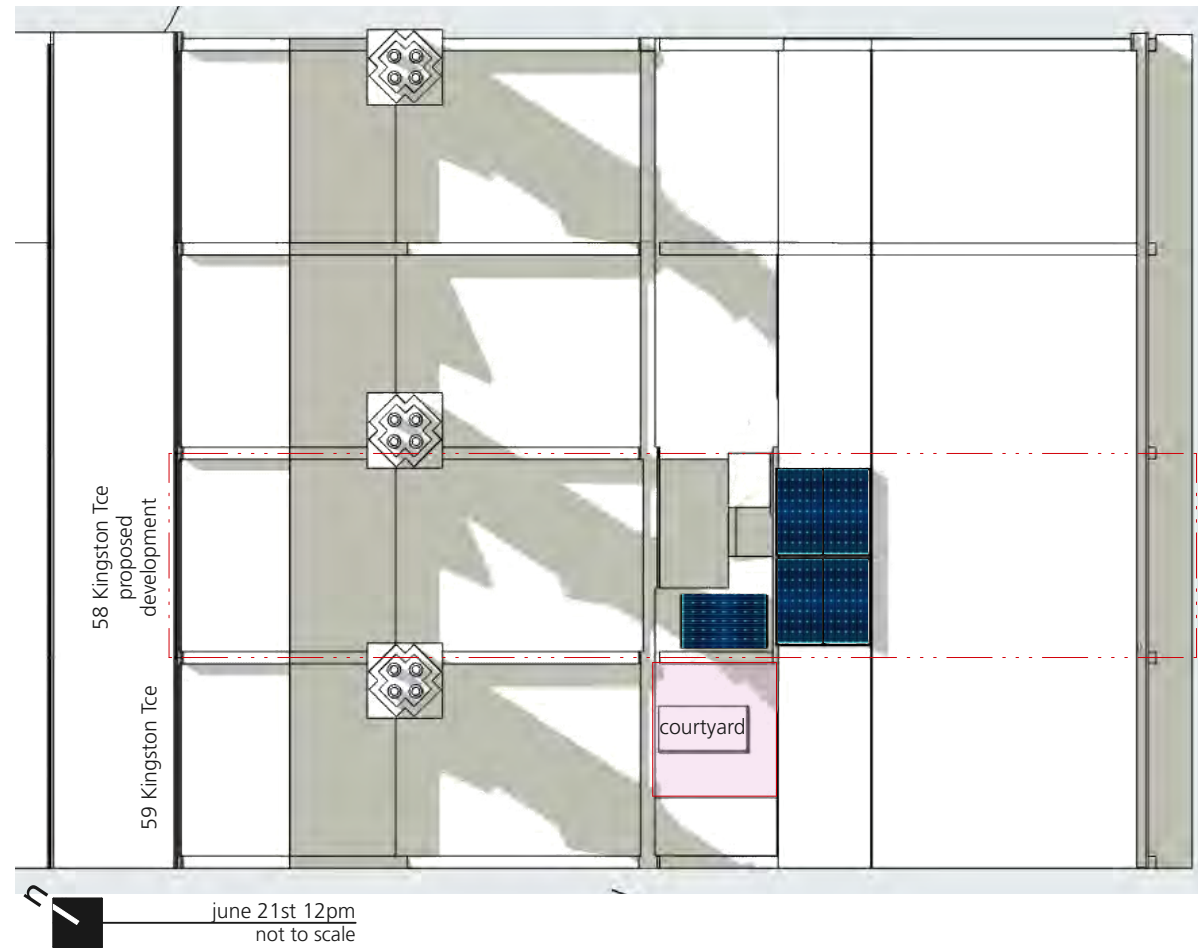 58 Kingston Tce
proposed
development
59 Kingston Tce
courtyard
n
june 21st 12pm
not to scale